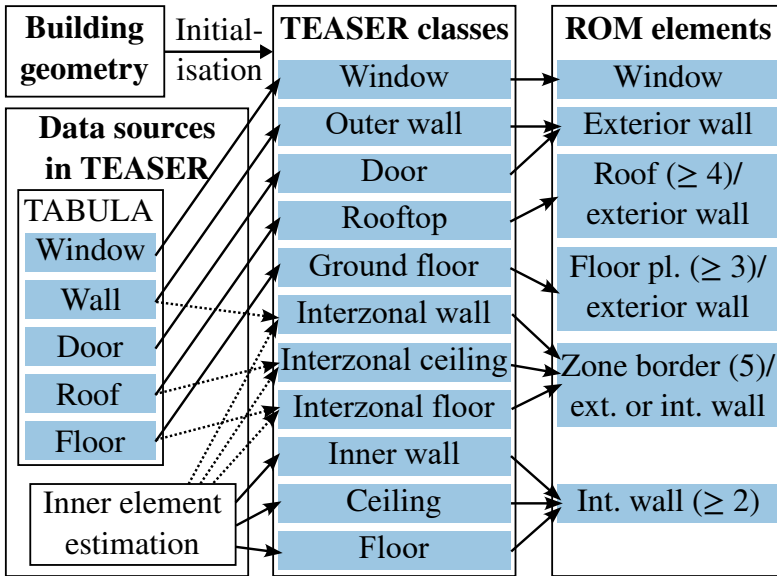 Building
geometry
Initial-
isation
Data sources
in TEASER
TABULA
Window
Wall
Door
Roof
Floor
Inner element
estimation
TEASER classes
Window
Outer wall
Door
Rooftop
Ground floor
Interzonal wall
Interzonal ceiling
Interzonal floor
Inner wall
Ceiling
Floor
ROM elements
Window
Exterior wall
Roof (≥ 4)/
exterior wall
Floor pl. (≥ 3)/
exterior wall
Zone border (5)/
ext. or int. wall
Int. wall (≥ 2)